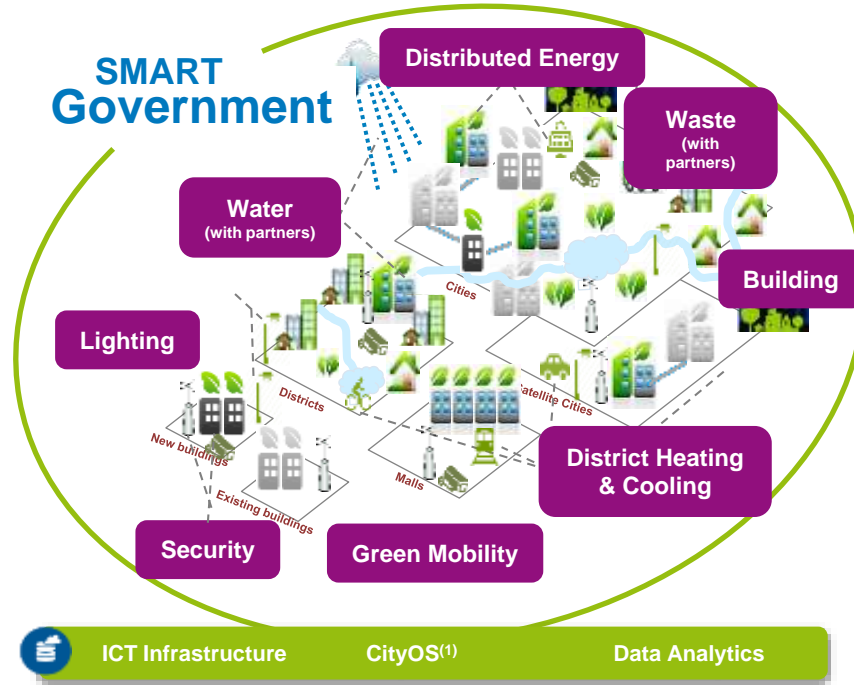 SMART
Government
Distributed Energy
Waste
(with
partners)
Water
(with partners)
Cities
Building
Lighting
Districts
Satellite Cities
New buildings
Existing buildings
Malls
District Heating
& Cooling
Security
Green Mobility
ICT Infrastructure
CityOS(1)
Data Analytics